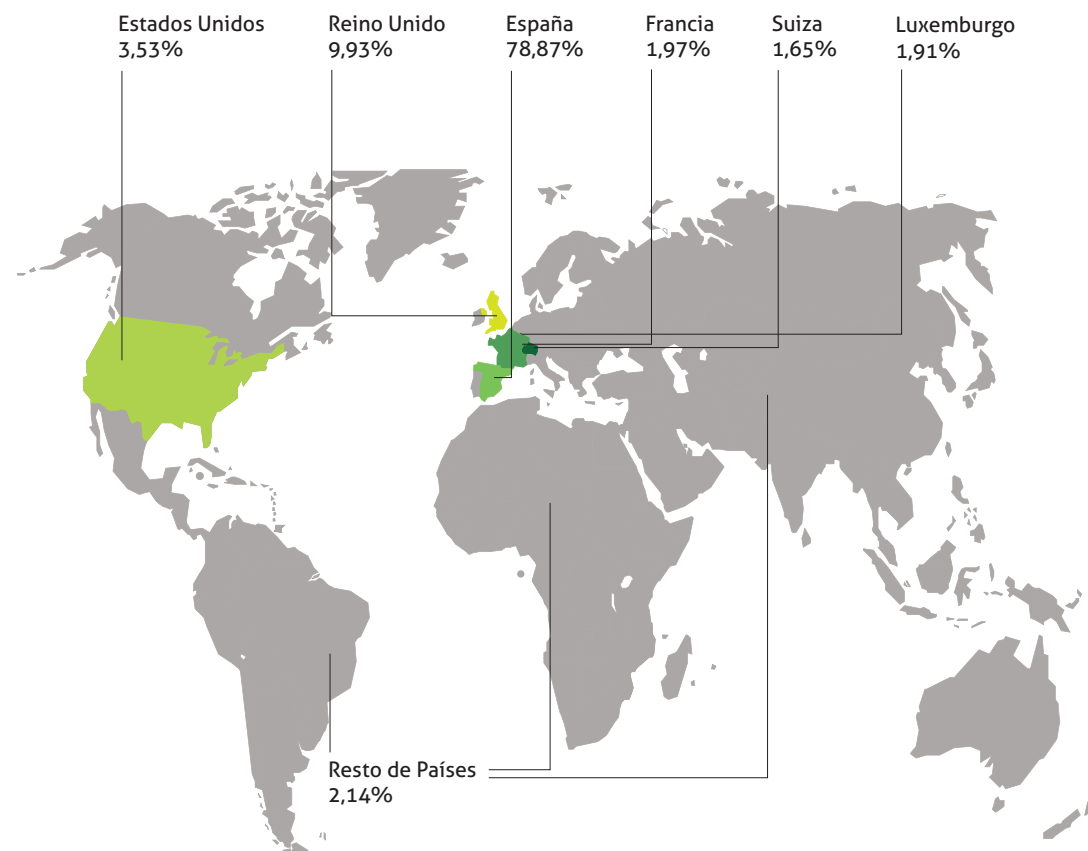 Estados Unidos
3,53%
Reino Unido
9,93%
España
78,87%
Francia
1,97%
Suiza
1,65%
Luxemburgo
1,91%
Resto de Países
2,14%